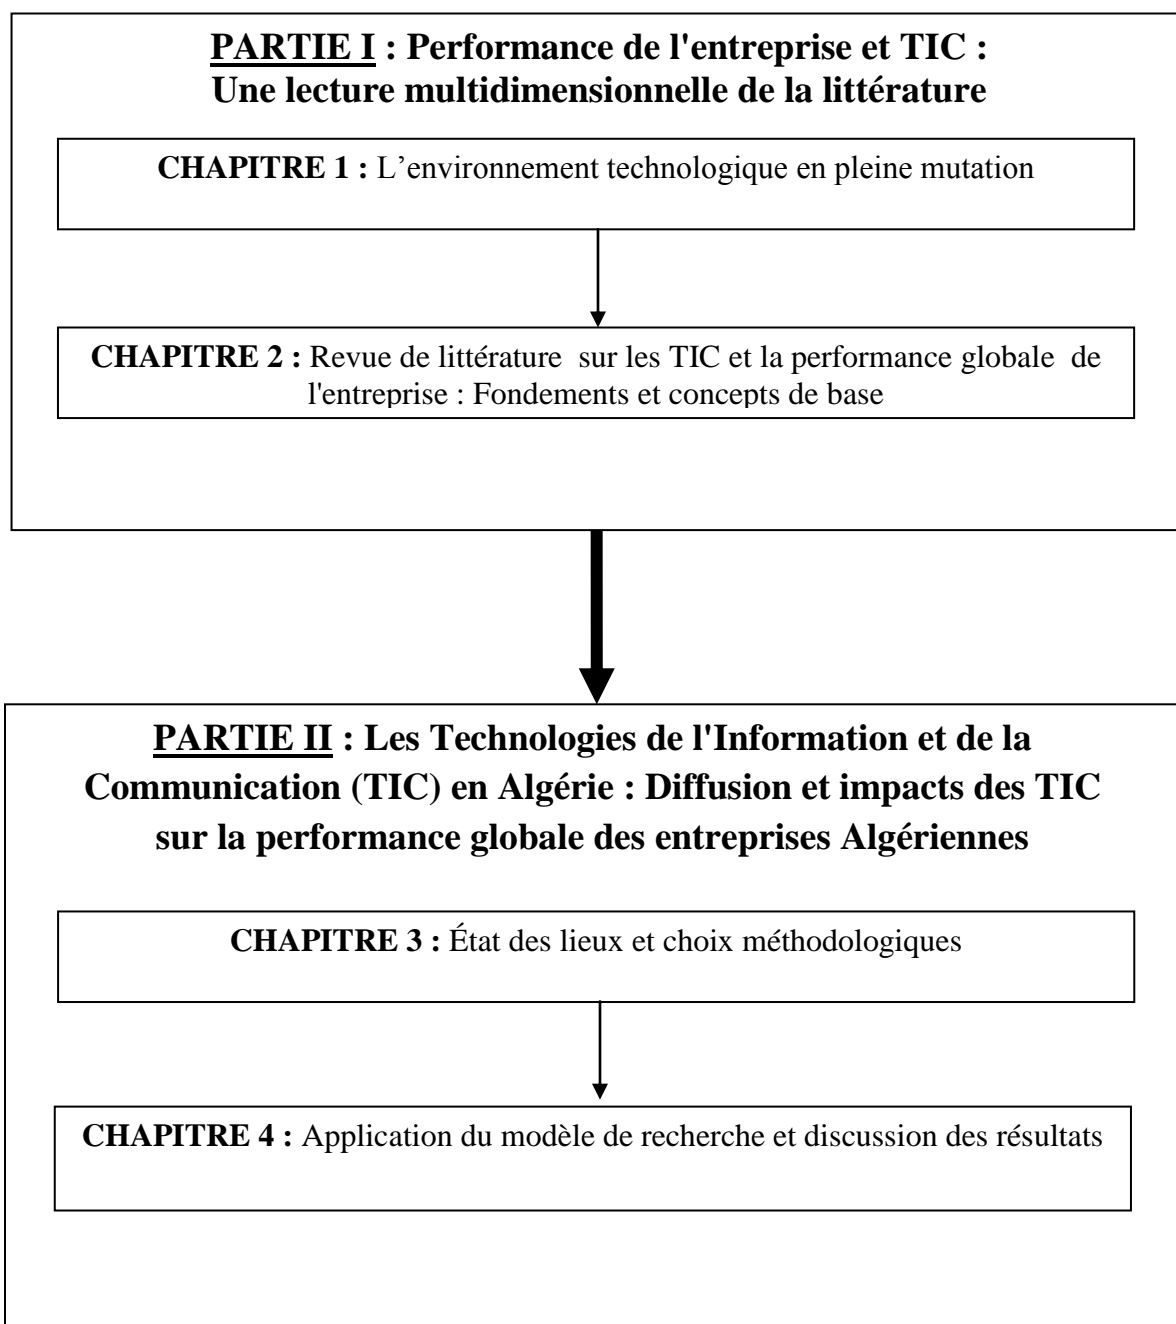 PARTIE I : Performance de l'entreprise et TIC :
Une lecture multidimensionnelle de la littérature
CHAPITRE 1 : L’environnement technologique en pleine mutation
CHAPITRE 2 : Revue de littérature sur les TIC et la performance globale de
l'entreprise : Fondements et concepts de base
PARTIE II : Les Technologies de l'Information et de la
Communication (TIC) en Algérie : Diffusion et impacts des TIC
sur la performance globale des entreprises Algériennes
CHAPITRE 3 : État des lieux et choix méthodologiques
CHAPITRE 4 : Application du modèle de recherche et discussion des résultats